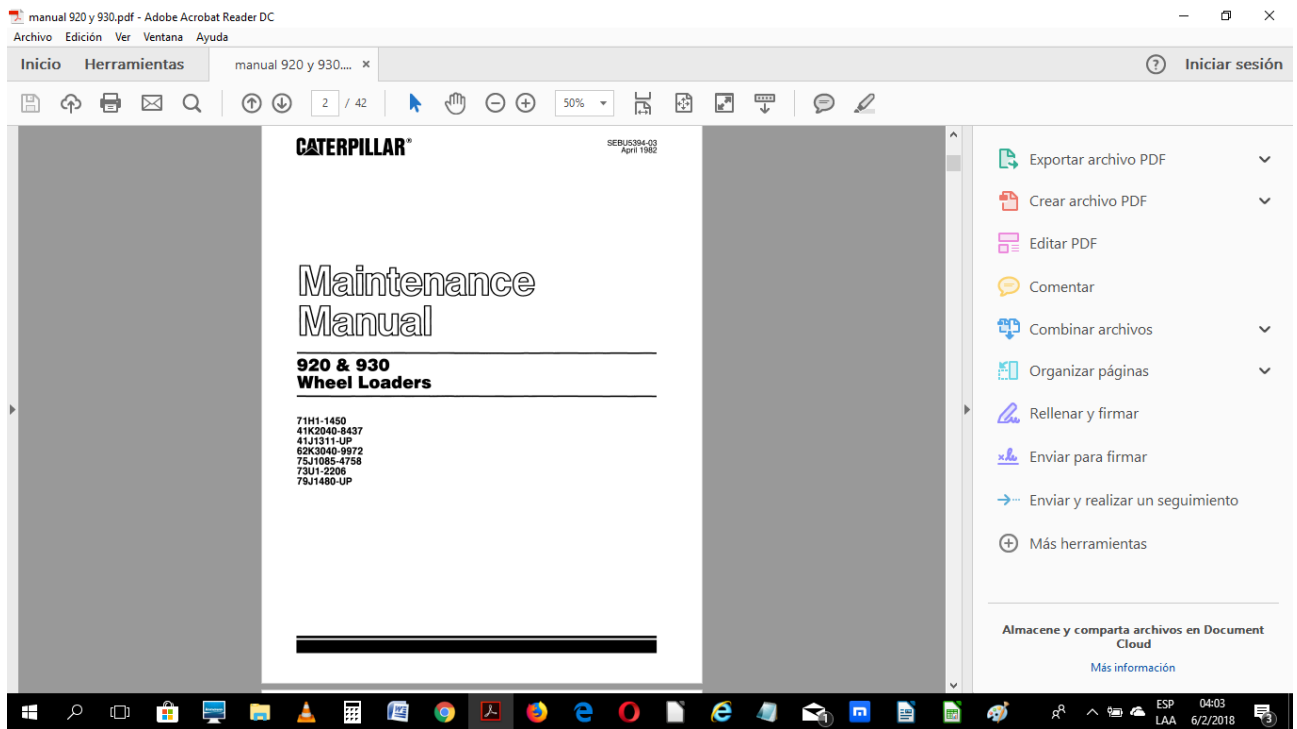 manual 920 y 930.pdf - Adobe Acrobat Reader DC
Archivo Edición Ver Ventana Ayuda
Inicio Herramientas manual 920 y 930.... × ? Iniciar sesión
2 / 42 50%
CATERPILLAR®
SEBU5394-03
April 1982
Maintenance
Manual
920 & 930
Wheel Loaders
71H1-1450
41K2040-8437
41J1311-UP
62K3040-9972
75J1085-4758
73U1-2206
79J1480-UP
Exportar archivo PDF
Crear archivo PDF
Editar PDF
Comentar
Combinar archivos
Organizar páginas
Rellenar y firmar
Enviar para firmar
Enviar y realizar un seguimiento
Más herramientas
Almacene y comparta archivos en Document
Cloud
Más información
ESP 04:03
LAA 6/2/2018 3